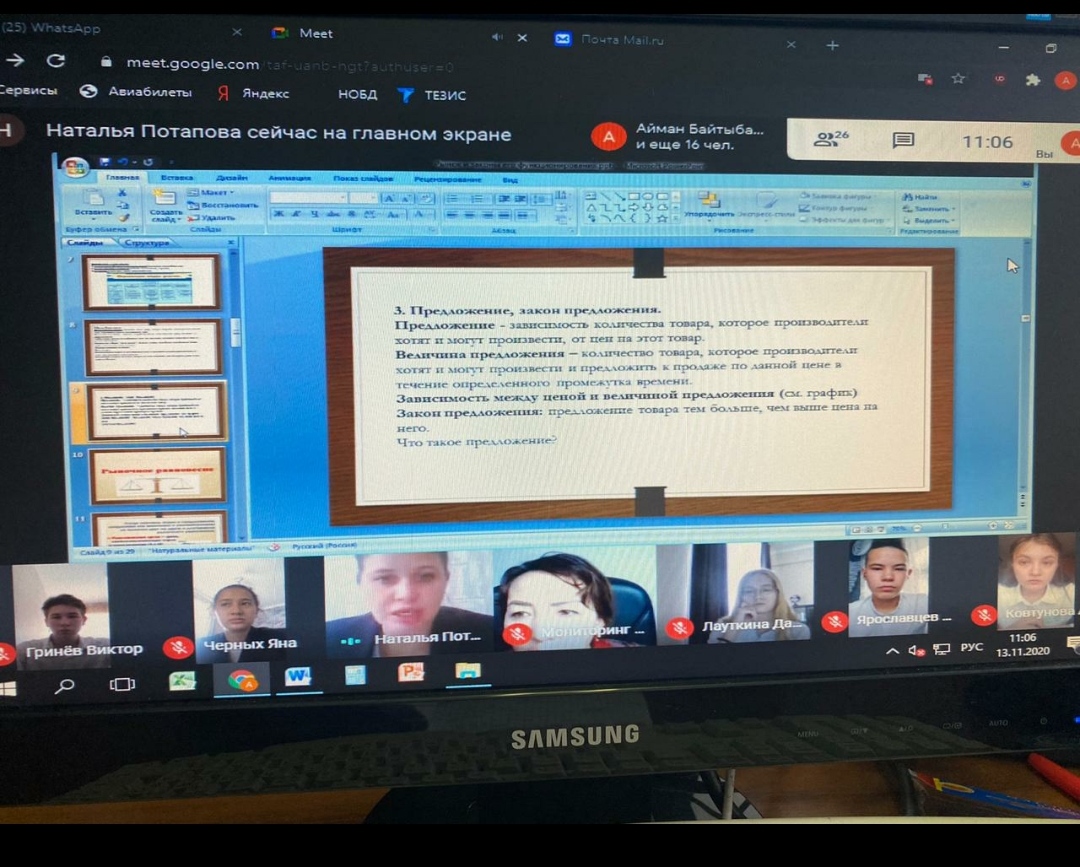 (25) WhatsApp
Meet
Почта Mail.ru
meet.google.com/taf-uanb-ngt?authuser=0
Сервисы
Авиабилеты
Яндекс
НОБД
ТЕЗИС
Н
Наталья Потапова сейчас на главном экране
А
Айман Байтыба...
и еще 16 чел.
26
11:06
Вы
Главная
Вставка
Дизайн
Анимация
Показ слайдов
Рецензирование
Вид
Вставить
Создать слайд
Макет
Восстановить
Удалить
Буфер обмена
Слайды
Шрифт
Абзац
Упорядочить
Экспресс-стили
Заливка фигуры
Контур фигуры
Эффекты для фигур
Рисование
Найти
Заменить
Выделить
Редактирование
Слайды
Структура
10
Рыночное равновесие
11
3. Предложение, закон предложения.
Предложение - зависимость количества товара, которое производители
хотят и могут произвести, от цен на этот товар.
Величина предложения – количество товара, которое производители
хотят и могут произвести и предложить к продаже по данной цене в
течение определенного промежутка времени.
Зависимость между ценой и величиной предложения (см. график)
Закон предложения: предложение товара тем больше, чем выше цена на
него.
Что такое предложение?
Слайд 9 из 29
"Натуральные материалы"
Русский (Россия)
Гринёв Виктор
Черных Яна
Наталья Пот...
Мониторинг ...
Лауткина Да...
Ярославцев ...
Ковтунова
РУС
11:06
13.11.2020
SAMSUNG
MENU
AUTO